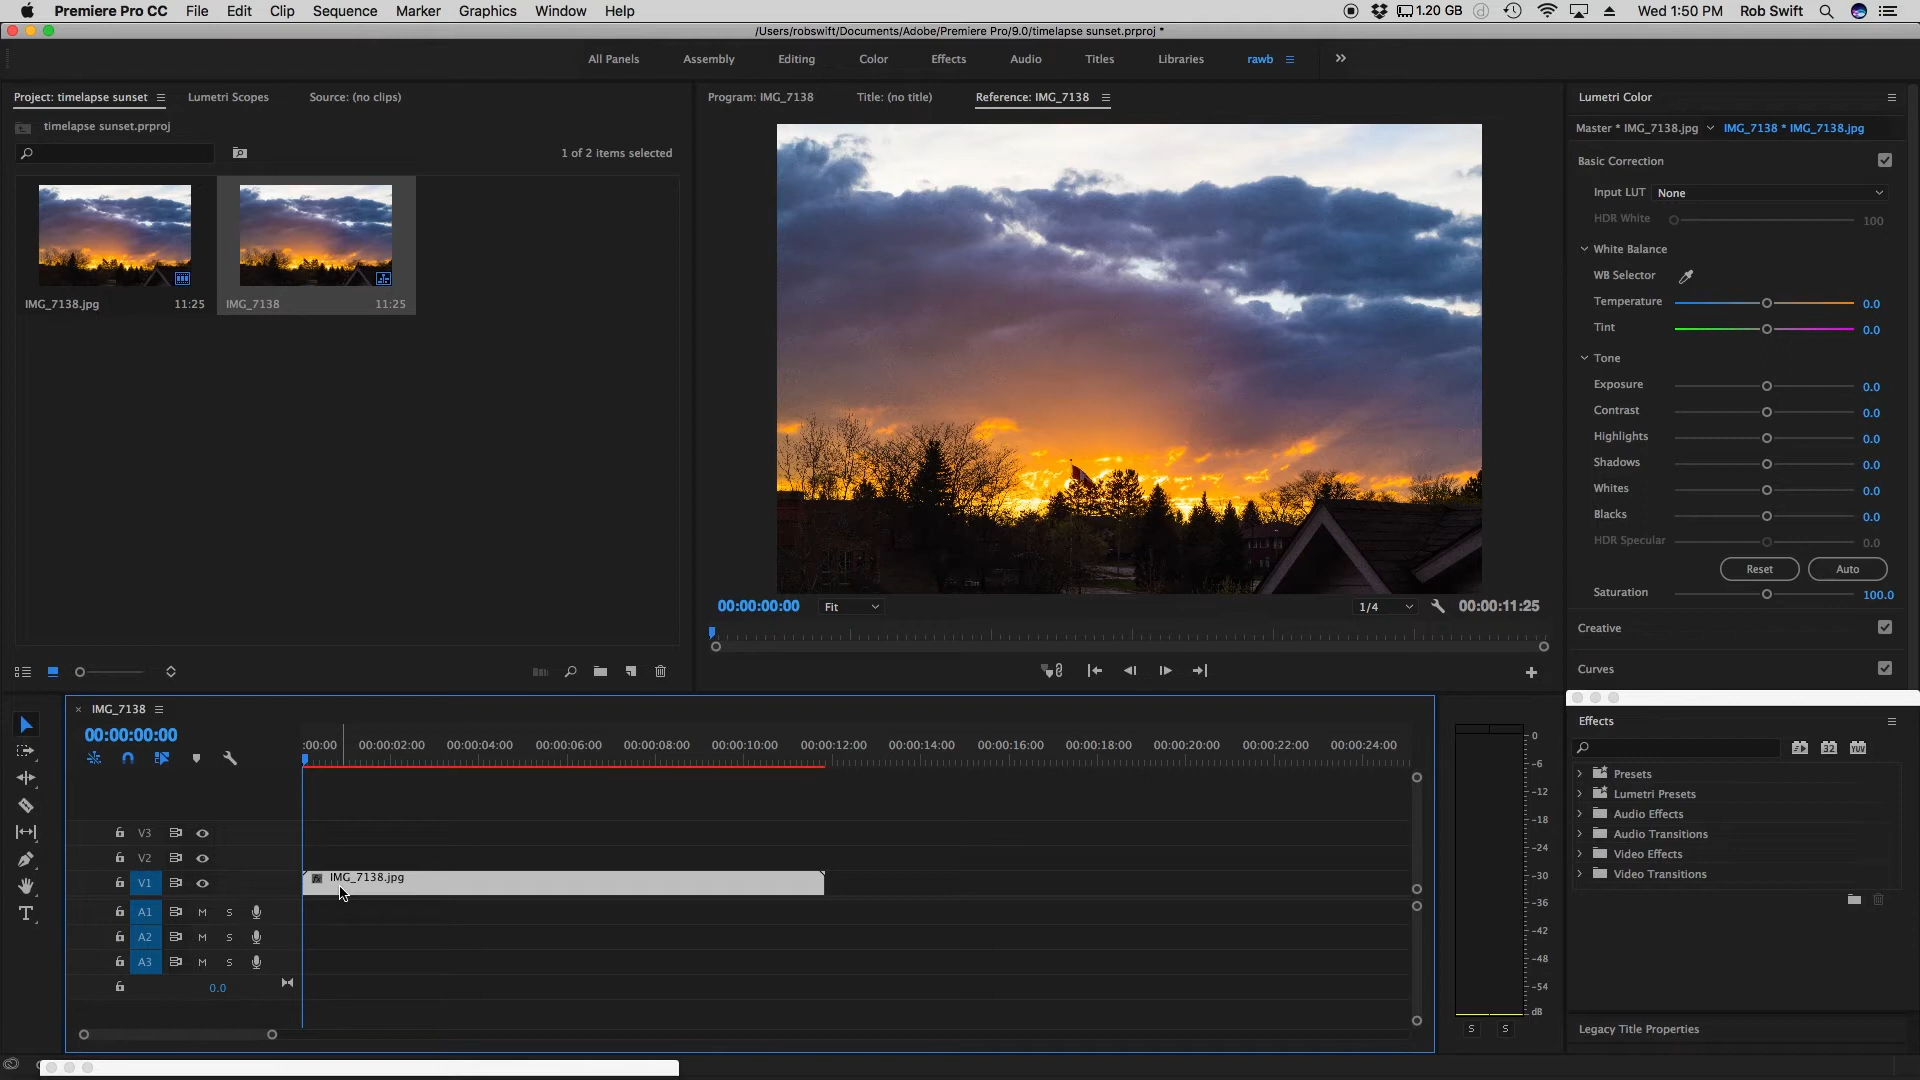 Premiere Pro CC File Edit Clip Sequence Marker Graphics Window Help 1.20 GB Wed 1:50 PM Rob Swift
/Users/robswift/Documents/Adobe/Premiere Pro/9.0/timelapse sunset.prproj *
All Panels Assembly Editing Color Effects Audio Titles Libraries rawb
Project: timelapse sunset Lumetri Scopes Source: (no clips)
timelapse sunset.prproj
1 of 2 items selected
IMG_7138.jpg 11:25 IMG_7138 11:25
Program: IMG_7138 Title: (no title) Reference: IMG_7138
00:00:00:00 Fit 1/4 00:00:11:25
Lumetri Color
Master * IMG_7138.jpg IMG_7138 * IMG_7138.jpg
Basic Correction
Input LUT None
HDR White 100
White Balance
WB Selector
Temperature 0.0
Tint 0.0
Tone
Exposure 0.0
Contrast 0.0
Highlights 0.0
Shadows 0.0
Whites 0.0
Blacks 0.0
HDR Specular 0.0
Reset Auto
Saturation 100.0
Creative
Curves
IMG_7138
00:00:00:00
:00:00 00:00:02:00 00:00:04:00 00:00:06:00 00:00:08:00 00:00:10:00 00:00:12:00 00:00:14:00 00:00:16:00 00:00:18:00 00:00:20:00 00:00:22:00 00:00:24:00
V3
V2
V1 fx IMG_7138.jpg
A1 M S
A2 M S
A3 M S
0.0
0
-6
-12
-18
-24
-30
-36
-42
-48
-54
dB
S S
Effects
32 YUV
Presets
Lumetri Presets
Audio Effects
Audio Transitions
Video Effects
Video Transitions
Legacy Title Properties
T